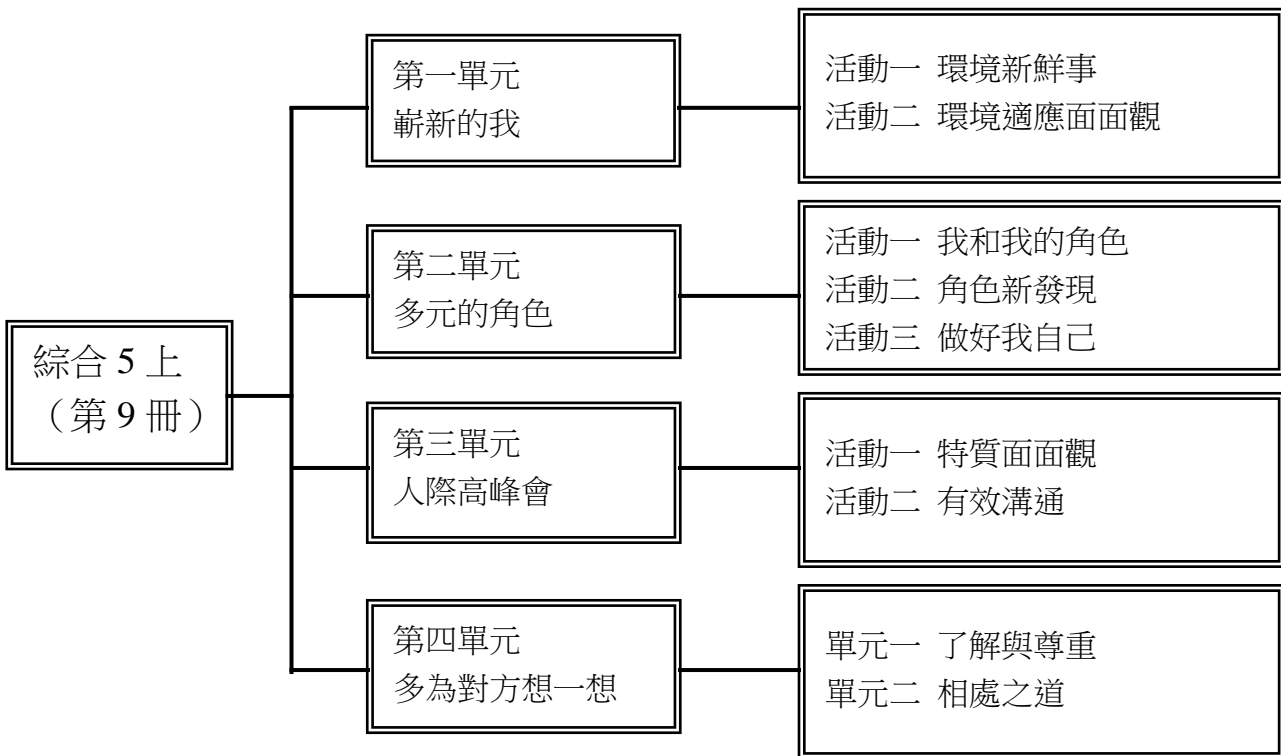 綜合 5 上
（第 9 冊）
第一單元
嶄新的我
活動一 環境新鮮事
活動二 環境適應面面觀
第二單元
多元的角色
活動一 我和我的角色
活動二 角色新發現
活動三 做好我自己
第三單元
人際高峰會
活動一 特質面面觀
活動二 有效溝通
第四單元
多為對方想一想
單元一 了解與尊重
單元二 相處之道